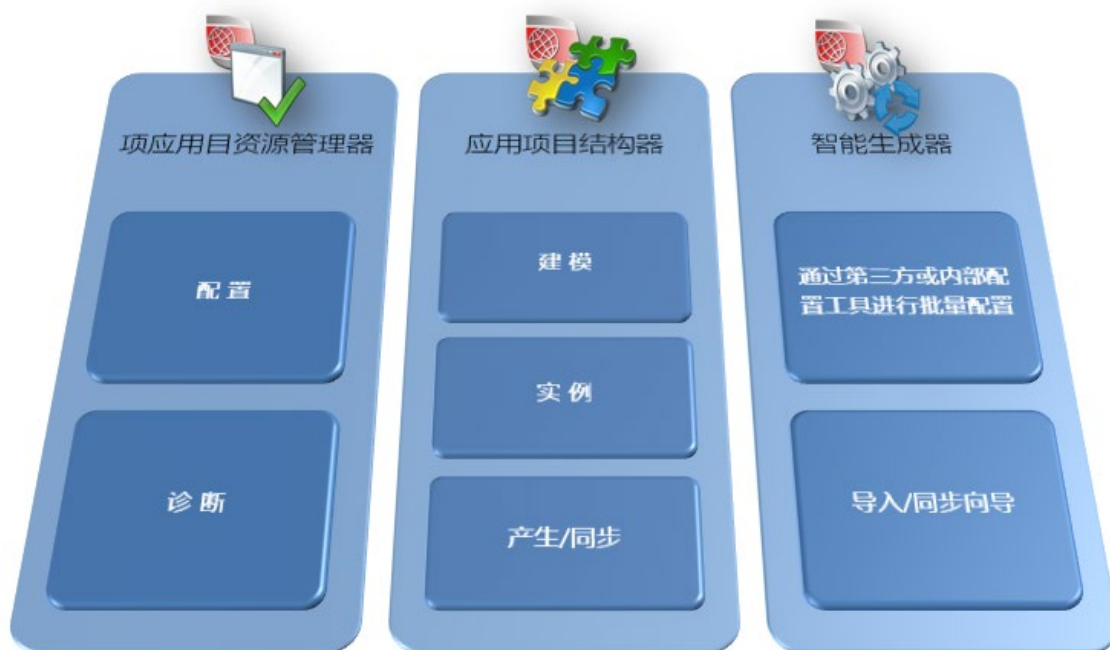 项应用目资源管理器
配置
诊断
应用项目结构器
建模
实例
产生/同步
智能生成器
通过第三方或内部配
置工具进行批量配置
导入/同步向导